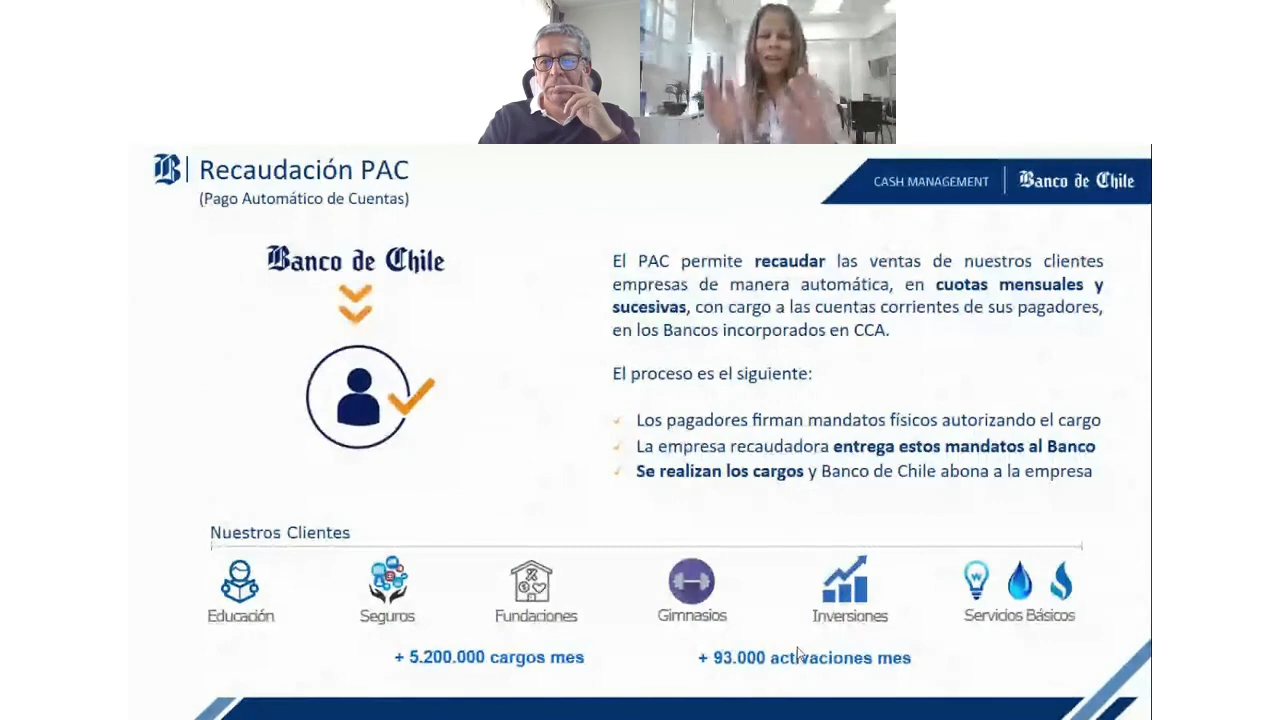 Recaudación PAC
(Pago Automático de Cuentas)
CASH MANAGEMENT
Banco de Chile
Banco de Chile
El PAC permite recaudar las ventas de nuestros clientes
empresas de manera automática, en cuotas mensuales y
sucesivas, con cargo a las cuentas corrientes de sus pagadores,
en los Bancos incorporados en CCA.
El proceso es el siguiente:
Los pagadores firman mandatos físicos autorizando el cargo
La empresa recaudadora entrega estos mandatos al Banco
Se realizan los cargos y Banco de Chile abona a la empresa
Nuestros Clientes
Educación
Seguros
Fundaciones
Gimnasios
Inversiones
Servicios Básicos
+ 5.200.000 cargos mes
+ 93.000 activaciones mes